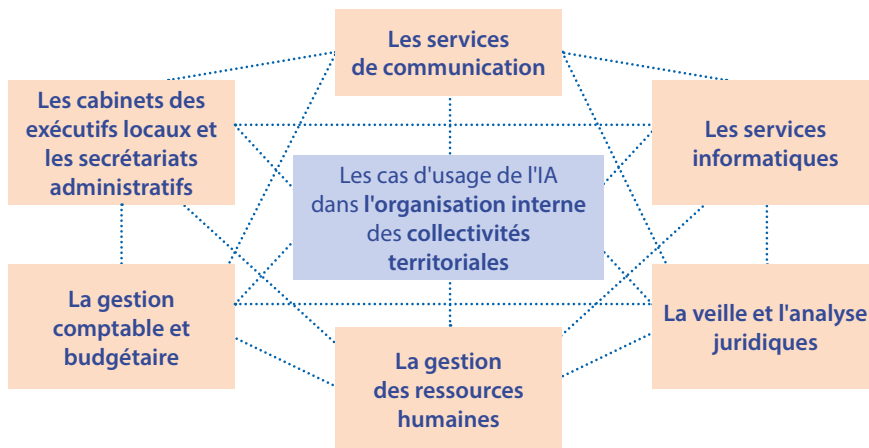 Les services
de communication
Les cabinets des
exécutifs locaux et
les secrétariats
administratifs
Les services
informatiques
Les cas d'usage de l'IA
dans l'organisation interne
des collectivités
territoriales
La gestion
comptable et
budgétaire
La veille et l'analyse
juridiques
La gestion
des ressources
humaines